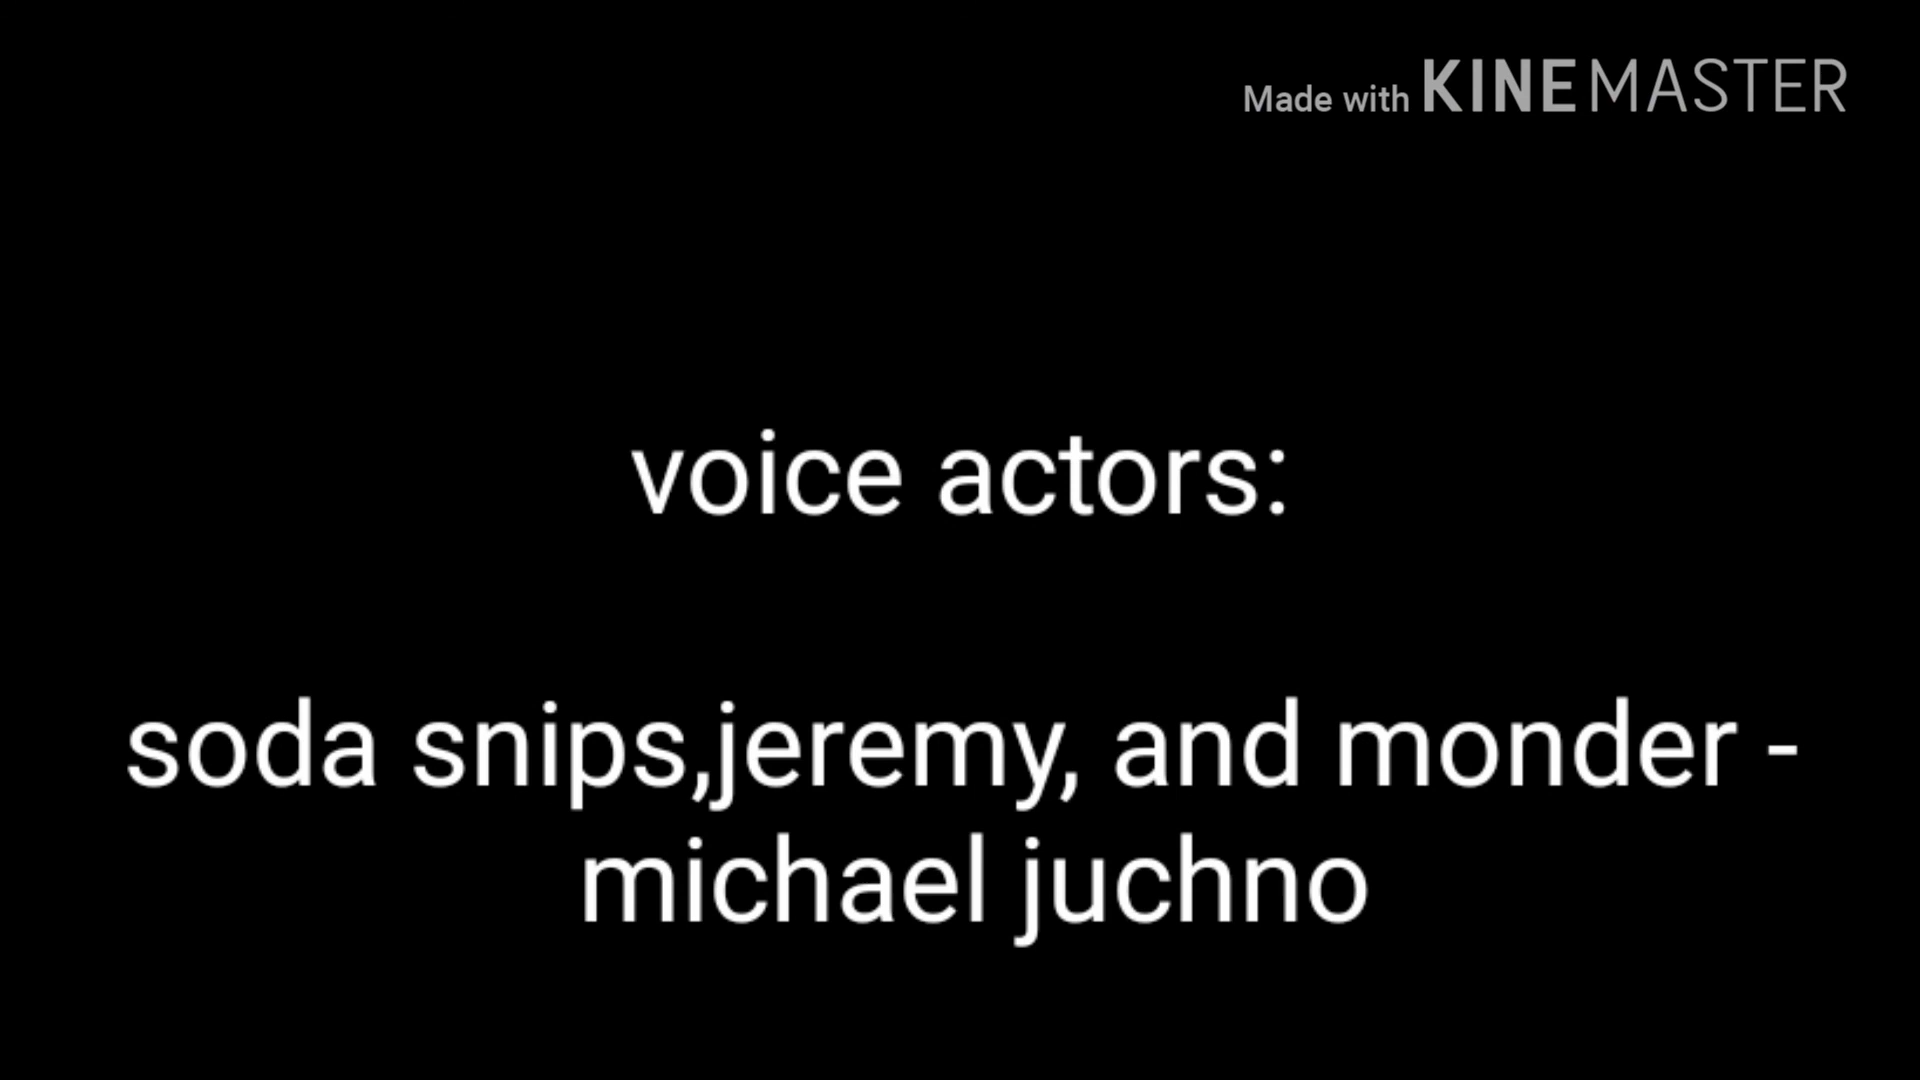 Made with KINEMASTER
voice actors:
soda snips,jeremy, and monder -
michael juchno